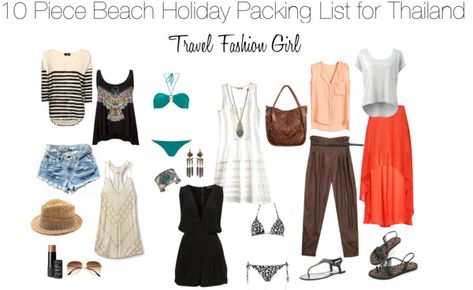 10 Piece Beach Holiday Packing List for Thailand
Travel Fashion Girl